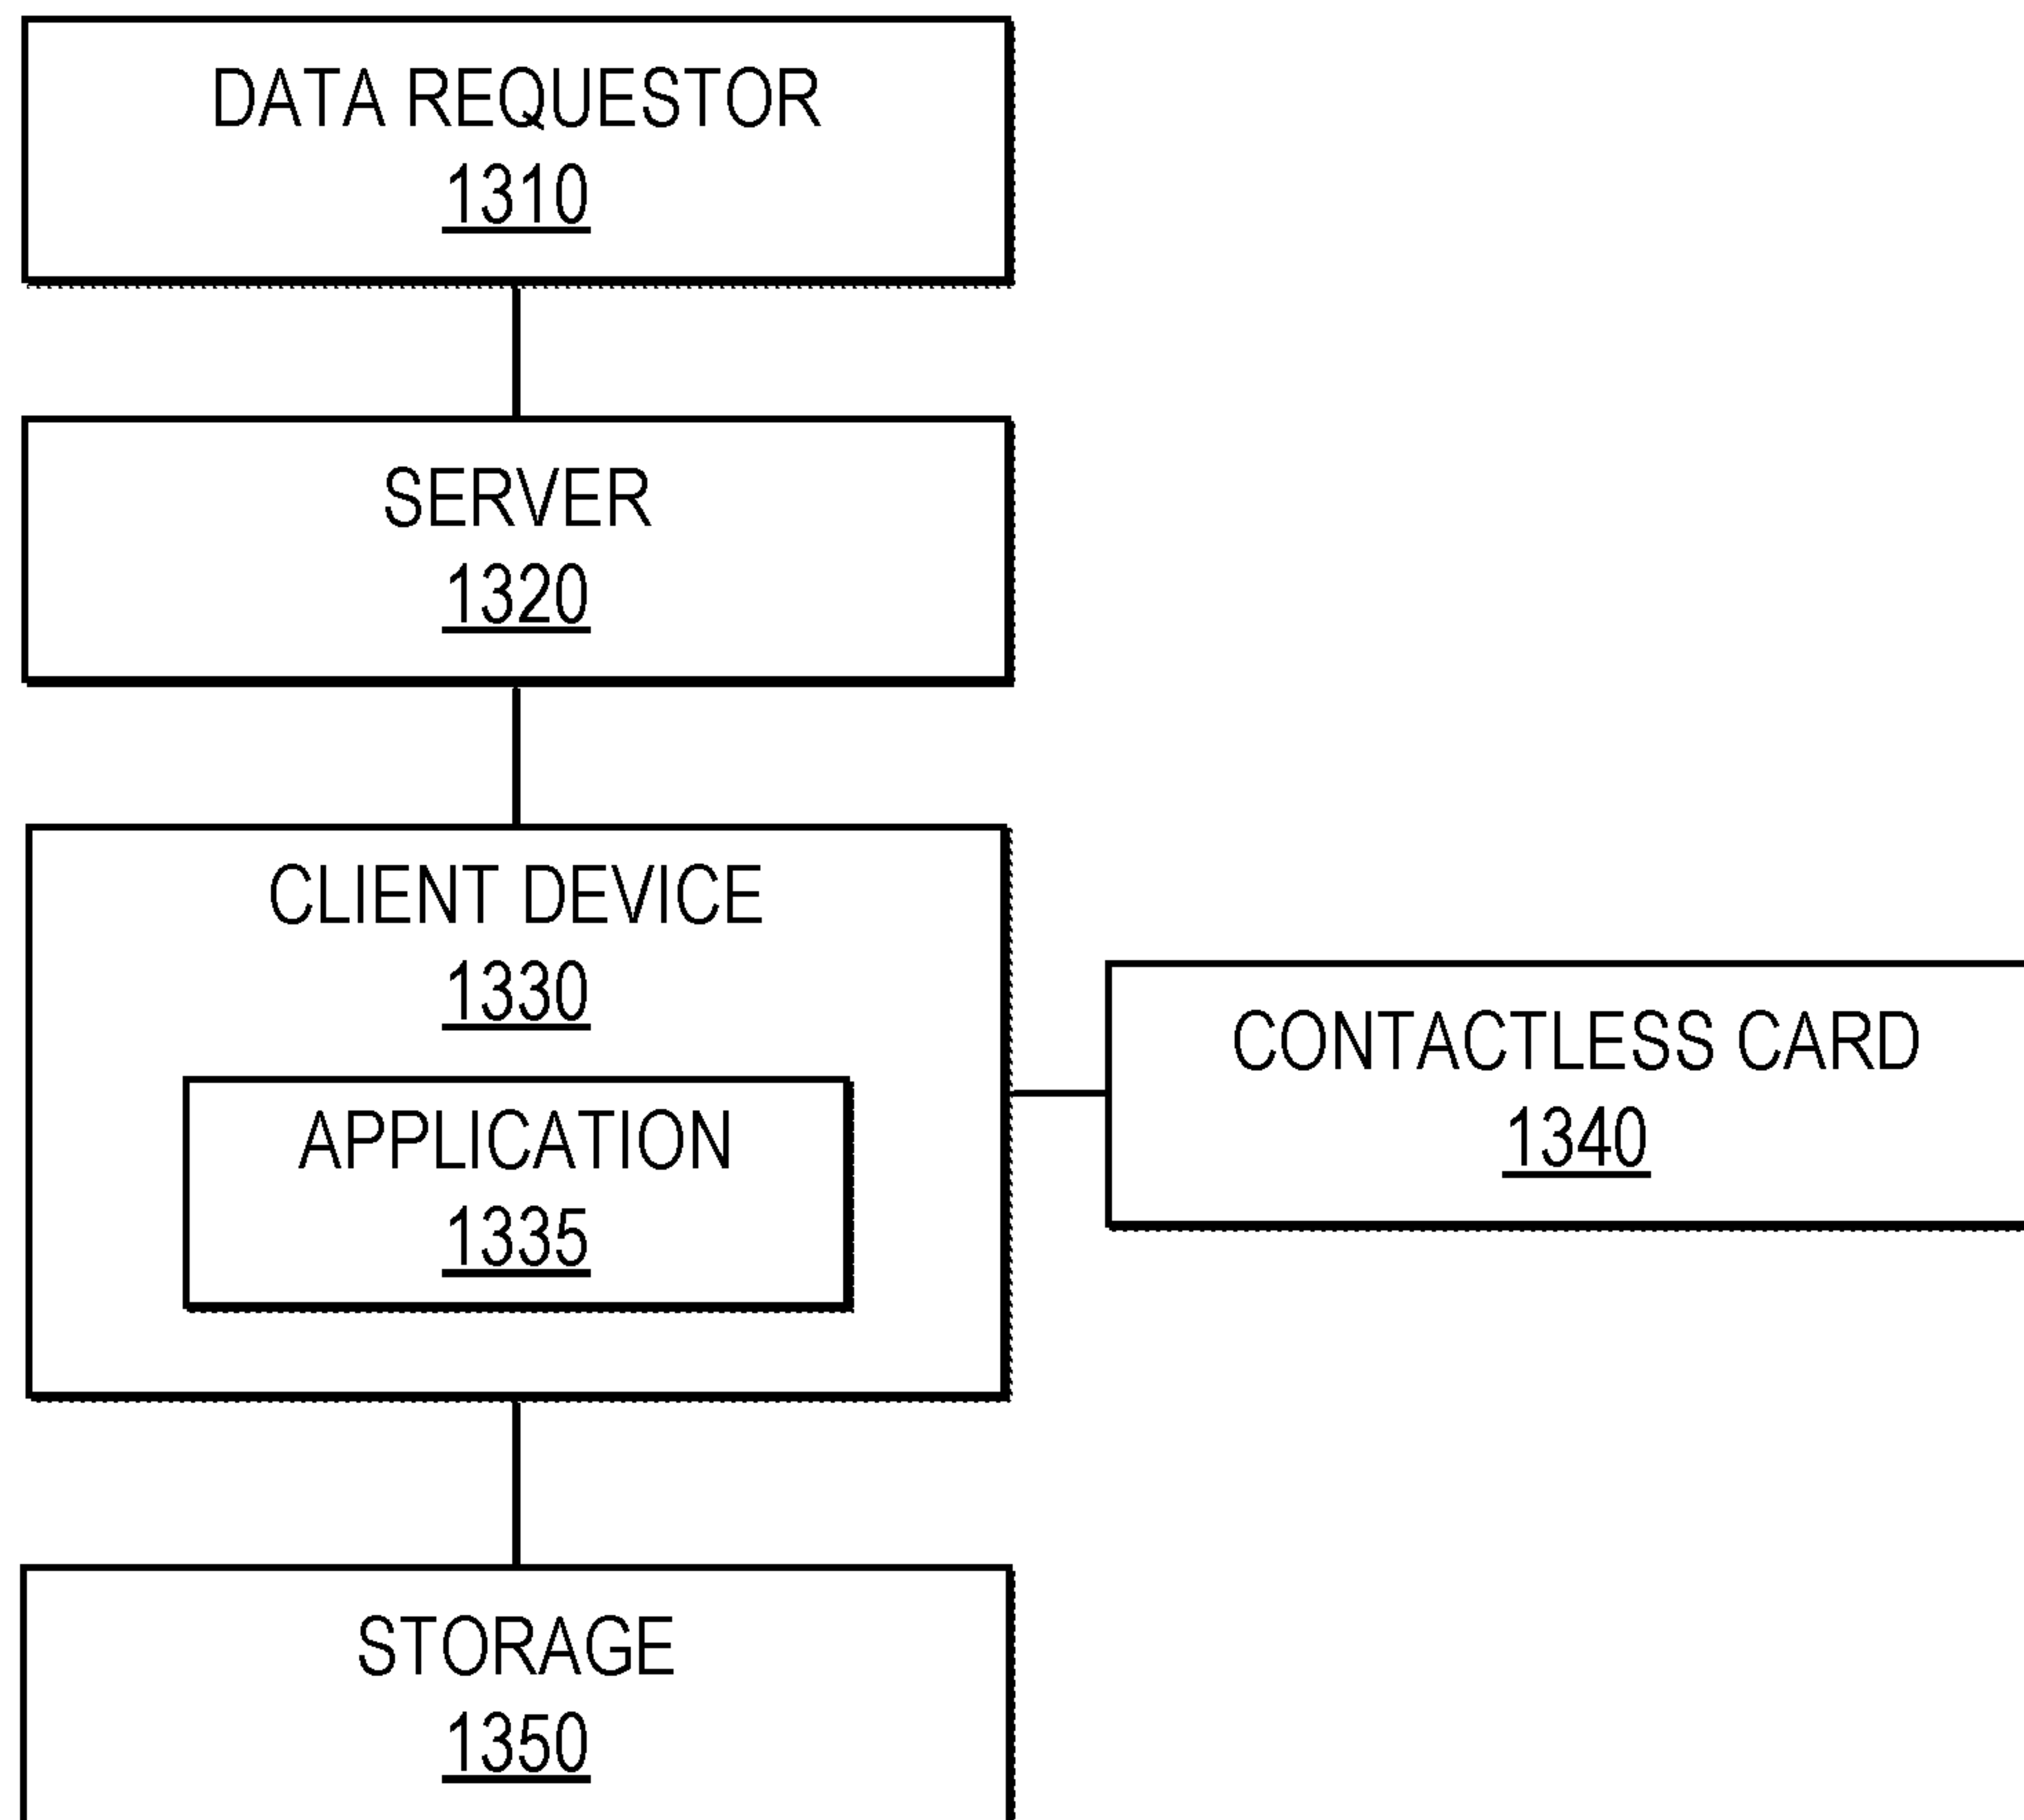 DATA REQUESTOR
1310
SERVER
1320
CLIENT DEVICE
1330
APPLICATION
1335
CONTACTLESS CARD
1340
STORAGE
1350